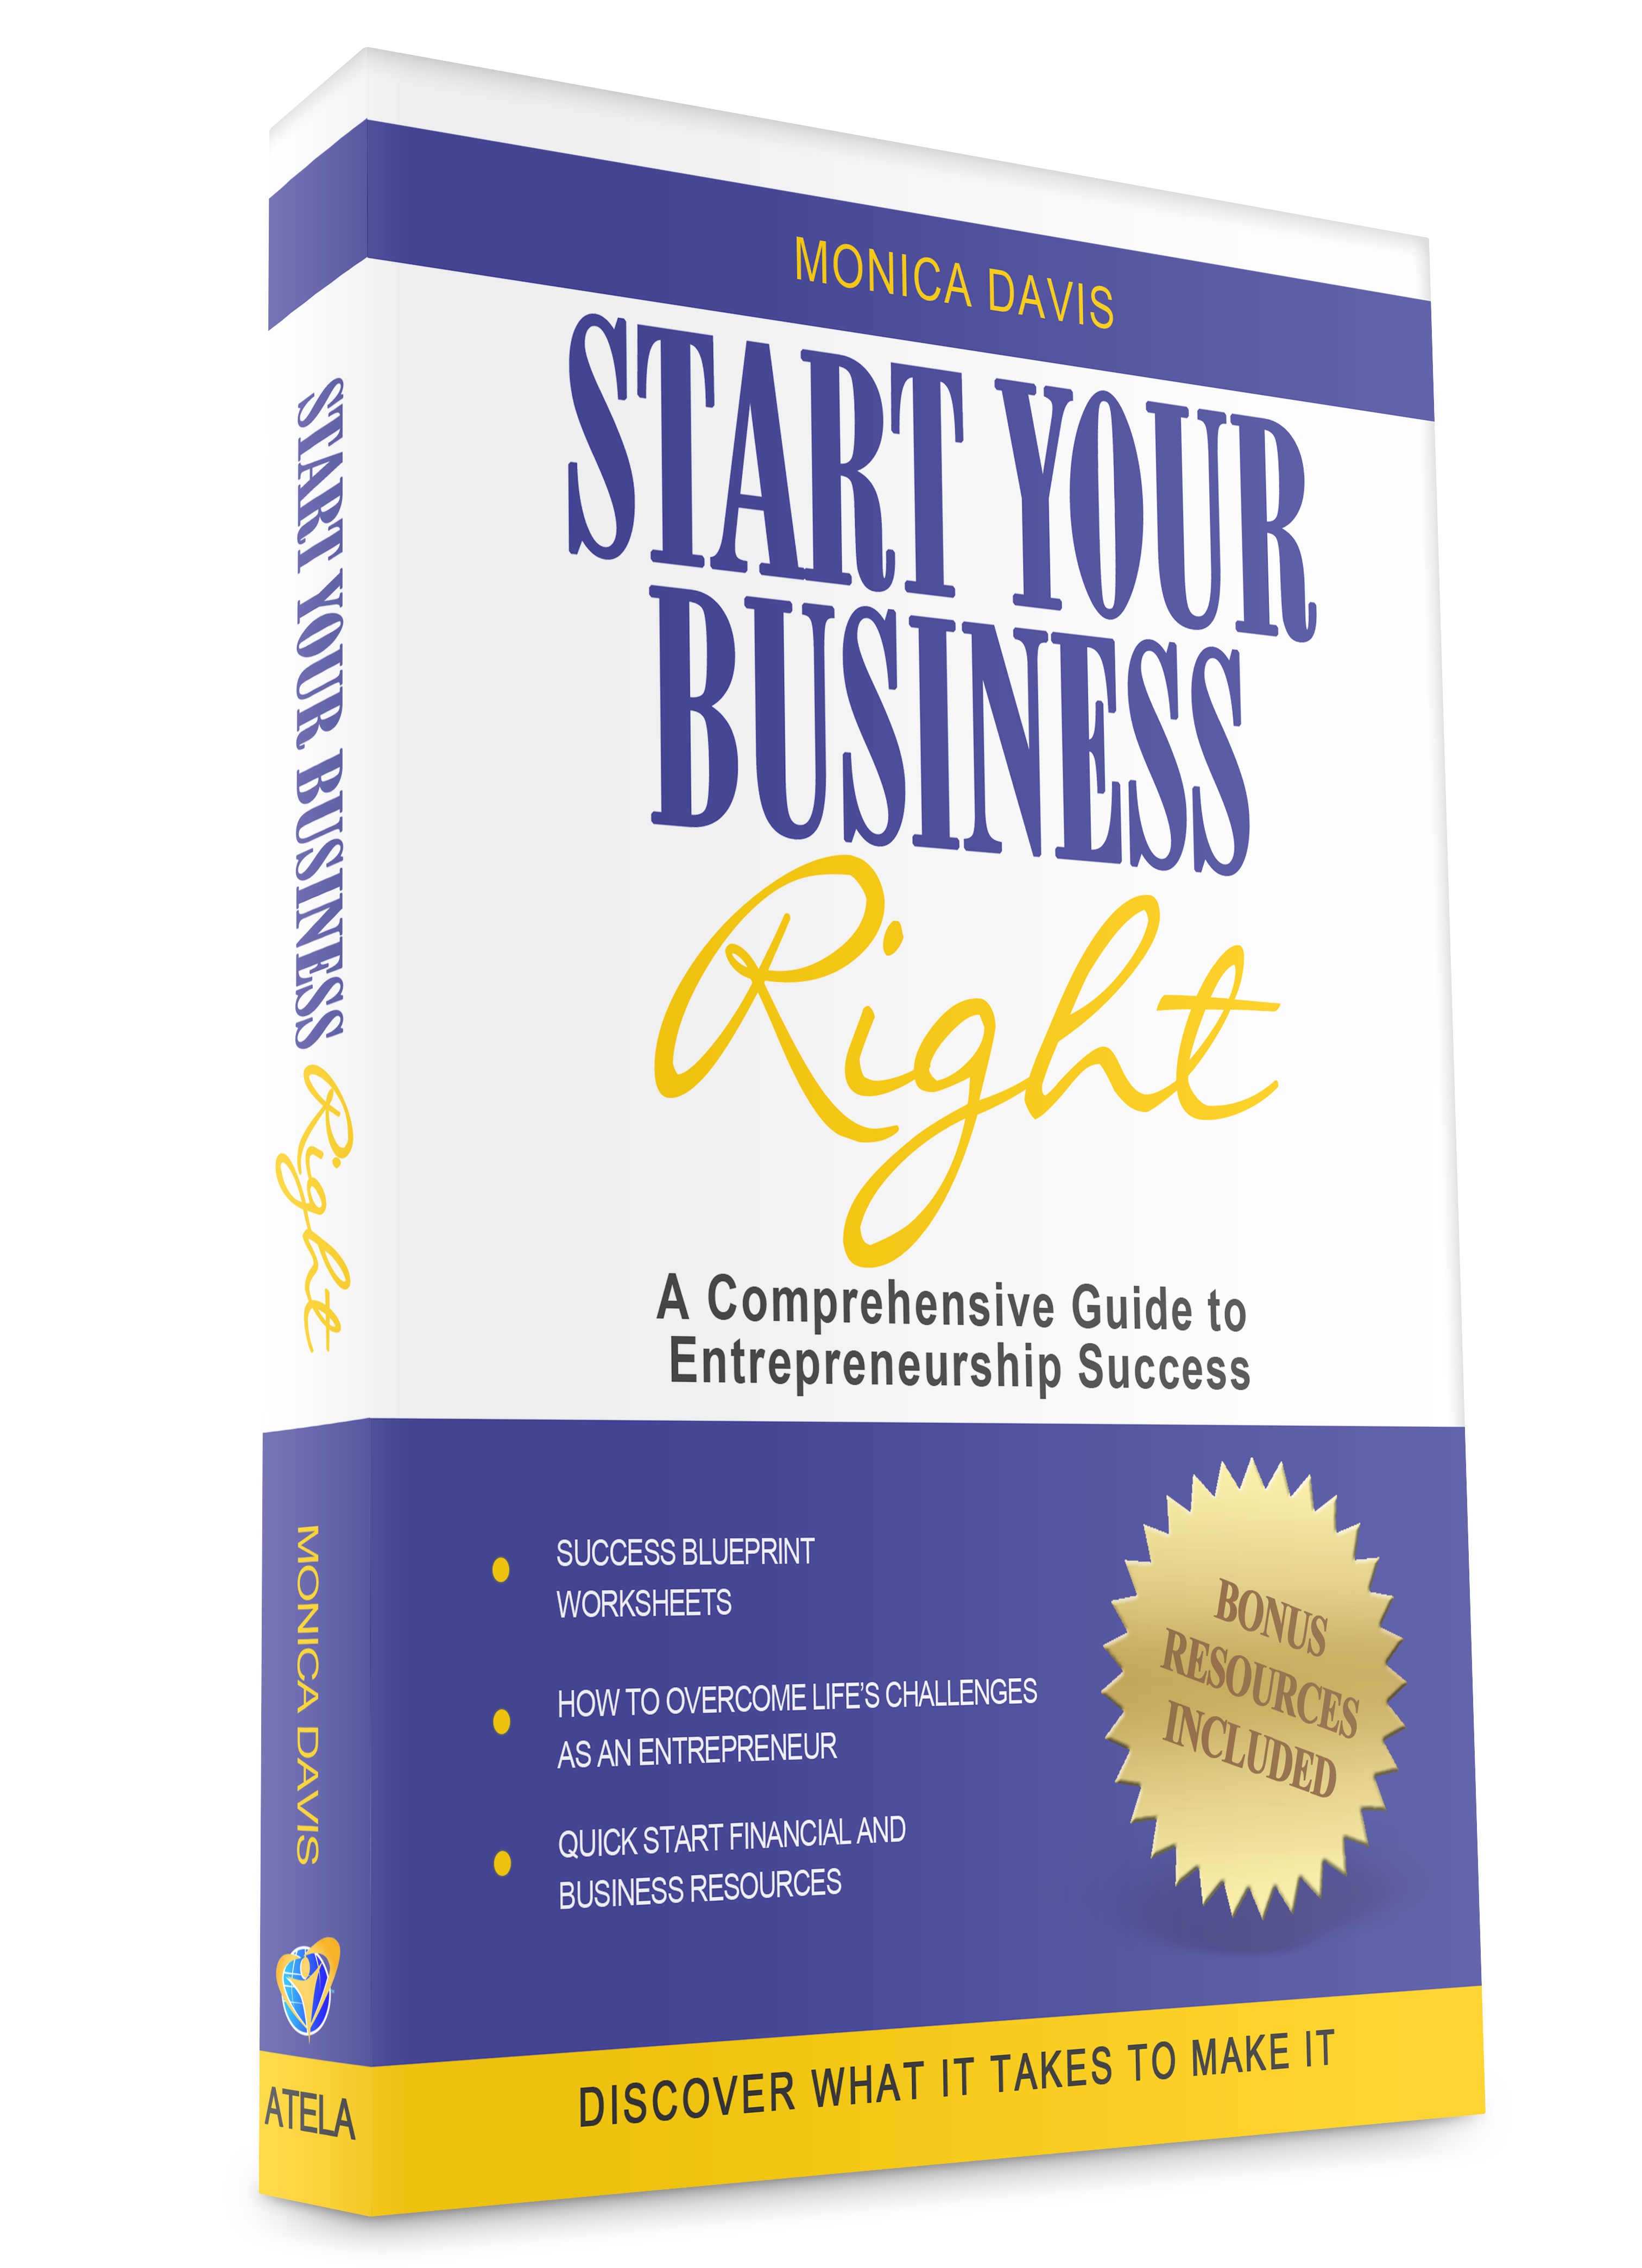 MONICA DAVIS
START YOUR
BUSINESS
Right
A Comprehensive Guide to
Entrepreneurship Success
SUCCESS BLUEPRINT
WORKSHEETS
HOW TO OVERCOME LIFE'S CHALLENGES
AS AN ENTREPRENEUR
QUICK START FINANCIAL AND
BUSINESS RESOURCES
BONUS
RESOURCES
INCLUDED
DISCOVER WHAT IT TAKES TO MAKE IT
START YOUR BUSINESS Right
MONICA DAVIS
ATELA